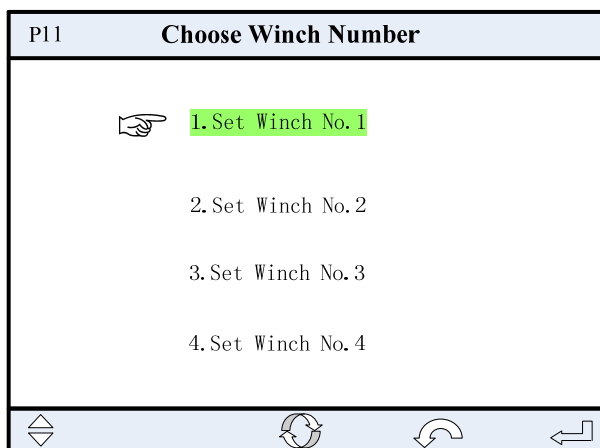 P11
Choose Winch Number
1.Set Winch No.1
2.Set Winch No.2
3.Set Winch No.3
4.Set Winch No.4